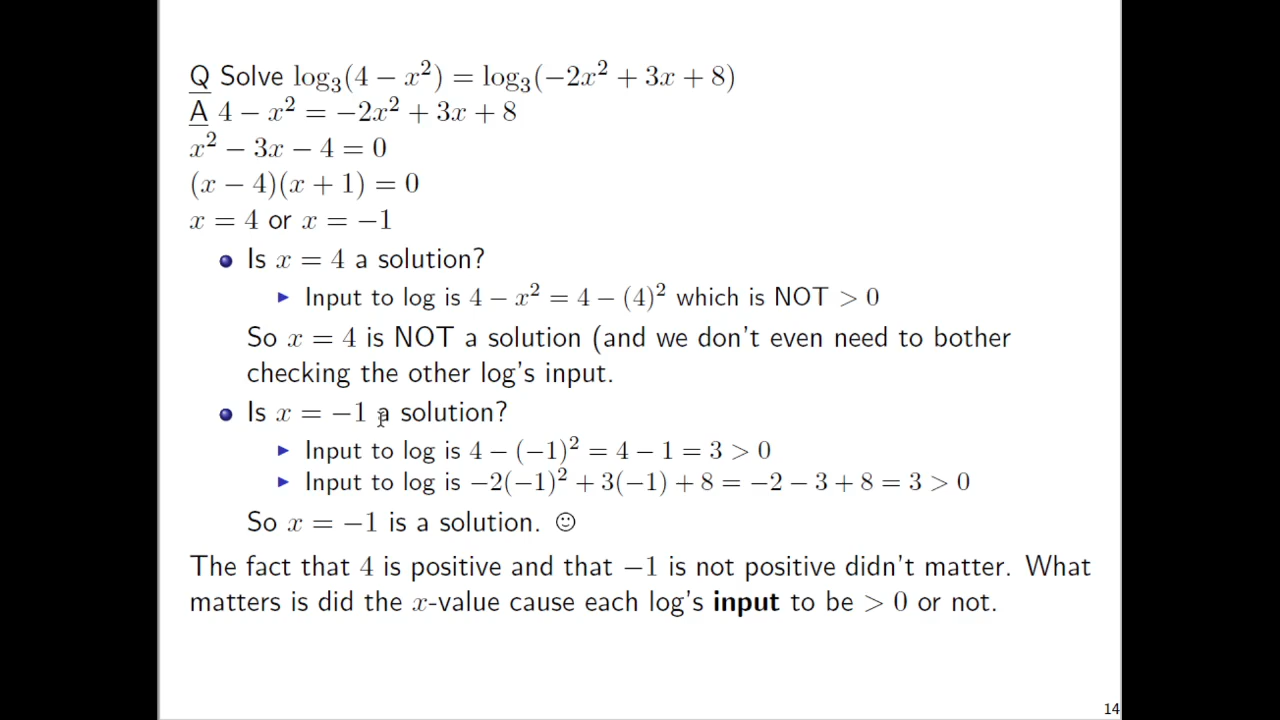 Q Solve log₃(4 − x²) = log₃(−2x² + 3x + 8)
A 4 − x² = −2x² + 3x + 8
x² − 3x − 4 = 0
(x − 4)(x + 1) = 0
x = 4 or x = −1
Is x = 4 a solution?
Input to log is 4 − x² = 4 − (4)² which is NOT > 0
So x = 4 is NOT a solution (and we don't even need to bother
checking the other log's input.
Is x = −1 a solution?
Input to log is 4 − (−1)² = 4 − 1 = 3 > 0
Input to log is −2(−1)² + 3(−1) + 8 = −2 − 3 + 8 = 3 > 0
So x = −1 is a solution. ☺
The fact that 4 is positive and that −1 is not positive didn't matter. What
matters is did the x-value cause each log's input to be > 0 or not.
14